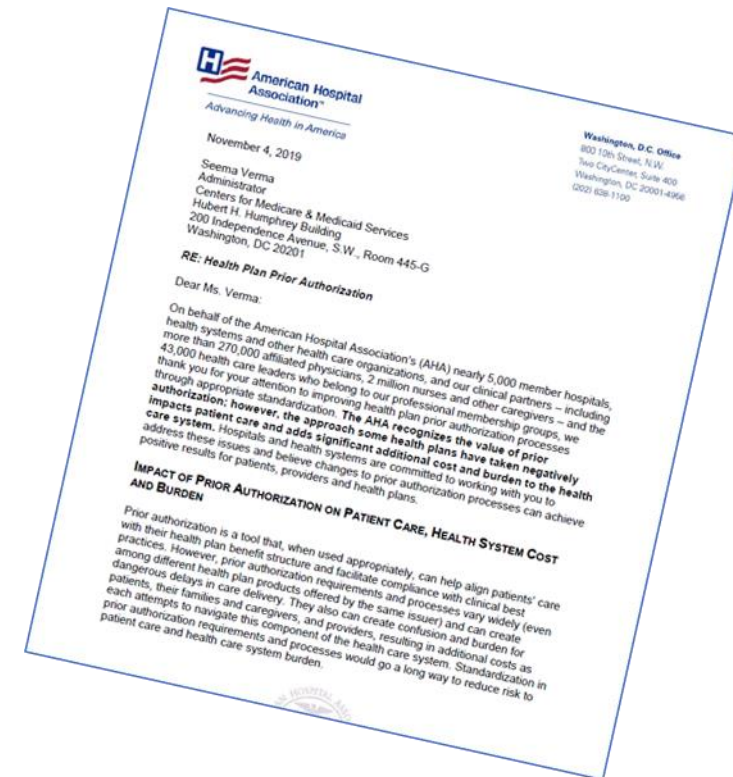 American Hospital
Association™
Advancing Health in America
Washington, D.C. Office
800 10th Street, N.W.
Two CityCenter, Suite 400
Washington, DC 20001-4956
(202) 638-1100
November 4, 2019
Seema Verma
Administrator
Centers for Medicare & Medicaid Services
Hubert H. Humphrey Building
200 Independence Avenue, S.W., Room 445-G
Washington, DC 20201
RE: Health Plan Prior Authorization
Dear Ms. Verma:
On behalf of the American Hospital Association's (AHA) nearly 5,000 member hospitals,
health systems and other health care organizations, and our clinical partners – including
more than 270,000 affiliated physicians, 2 million nurses and other caregivers – and the
43,000 health care leaders who belong to our professional membership groups, we
thank you for your attention to improving health plan prior authorization processes
through appropriate standardization. The AHA recognizes the value of prior
authorization; however, the approach some health plans have taken negatively
impacts patient care and adds significant additional cost and burden to the health
care system. Hospitals and health systems are committed to working with you to
address these issues and believe changes to prior authorization processes can achieve
positive results for patients, providers and health plans.
IMPACT OF PRIOR AUTHORIZATION ON PATIENT CARE, HEALTH SYSTEM COST
AND BURDEN
Prior authorization is a tool that, when used appropriately, can help align patients' care
with their health plan benefit structure and facilitate compliance with clinical best
practices. However, prior authorization requirements and processes vary widely (even
among different health plan products offered by the same issuer) and can create
dangerous delays in care delivery. They also can create confusion and burden for
patients, their families and caregivers, and providers, resulting in additional costs as
each attempts to navigate this component of the health care system. Standardization in
prior authorization requirements and processes would go a long way to reduce risk to
patient care and health care system burden.